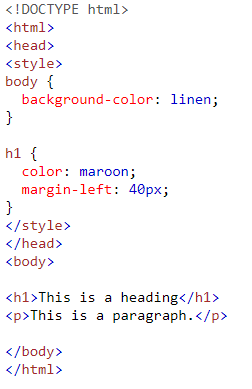 <!DOCTYPE html>
<html>
<head>
<style>
body {
  background-color: linen;
}

h1 {
  color: maroon;
  margin-left: 40px;
}
</style>
</head>
<body>

<h1>This is a heading</h1>
<p>This is a paragraph.</p>

</body>
</html>